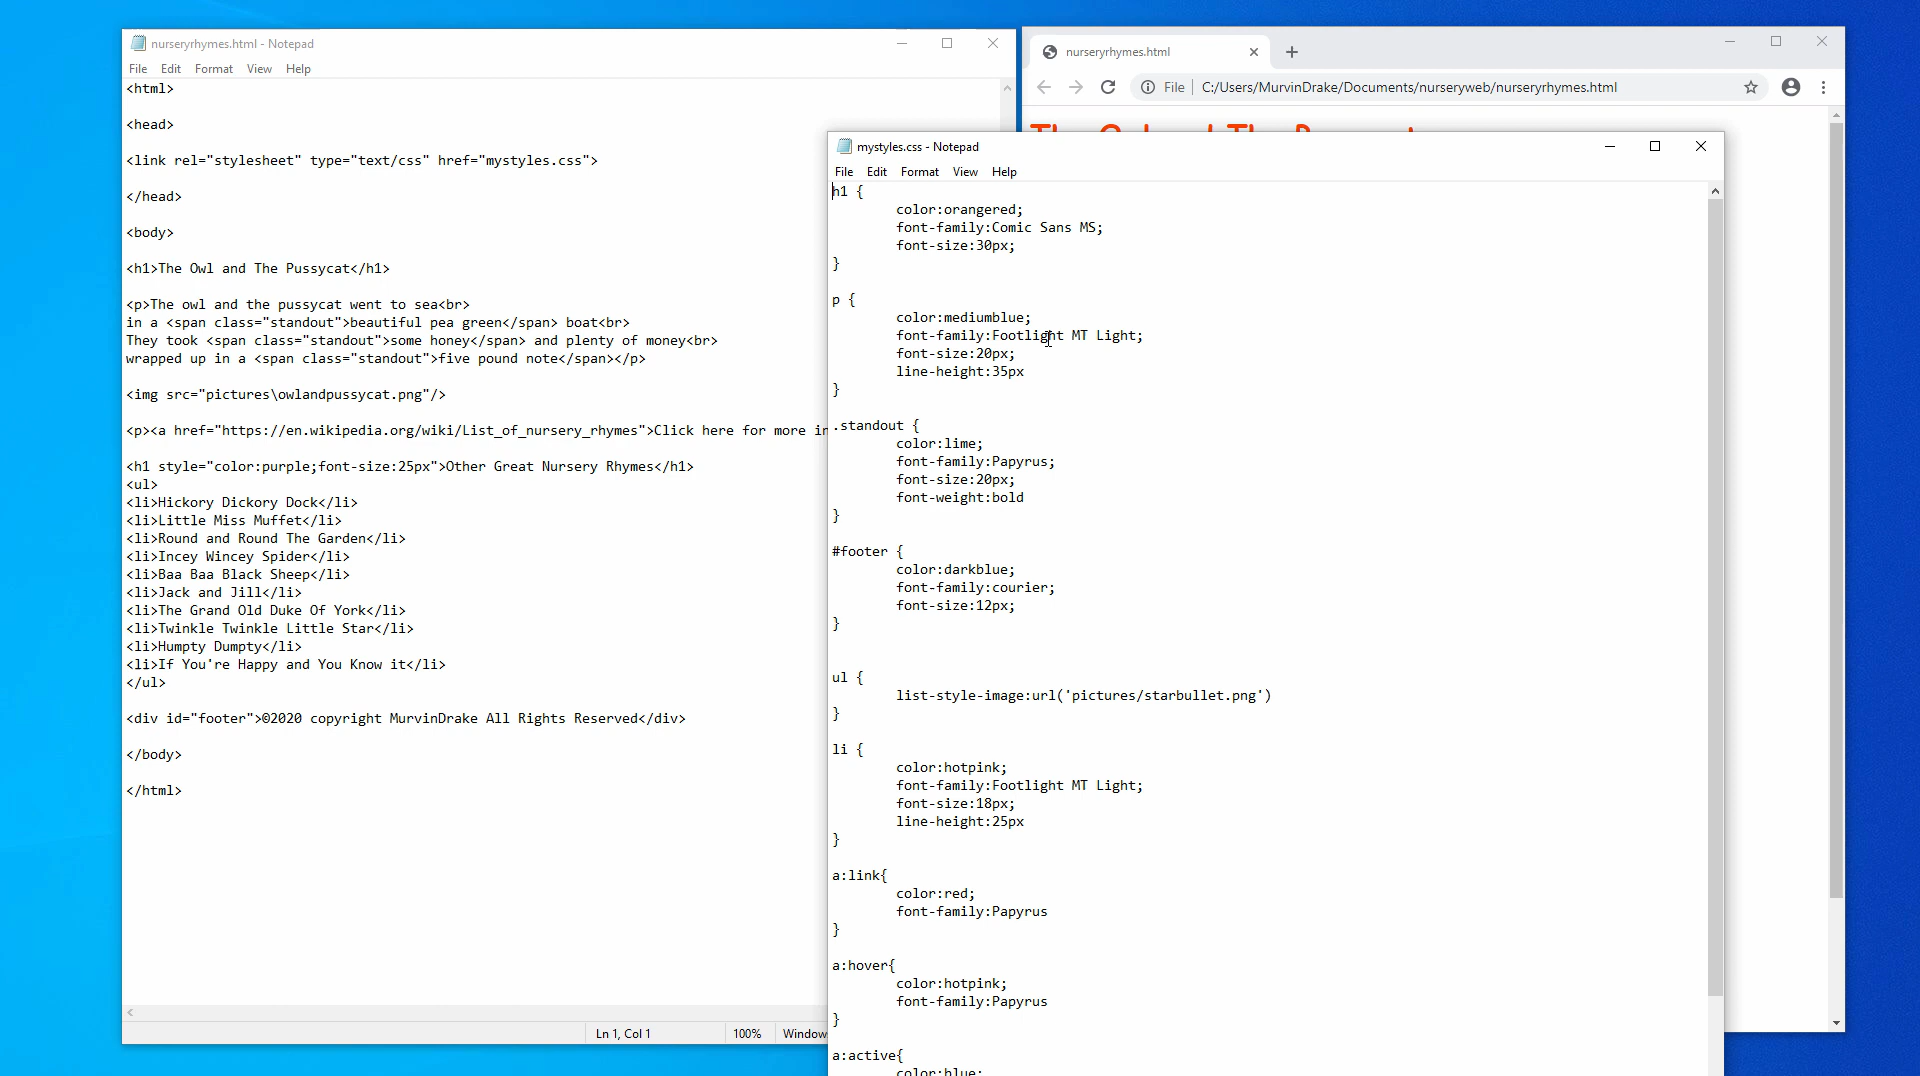 nurseryrhymes.html - Notepad
File Edit Format View Help
<html>
<head>
<link rel="stylesheet" type="text/css" href="mystyles.css">
</head>
<body>
<h1>The Owl and The Pussycat</h1>
<p>The owl and the pussycat went to sea<br>
in a <span class="standout">beautiful pea green</span> boat<br>
They took <span class="standout">some honey</span> and plenty of money<br>
wrapped up in a <span class="standout">five pound note</span></p>
<img src="pictures\owlandpussycat.png"/>
<p><a href="https://en.wikipedia.org/wiki/List_of_nursery_rhymes">Click here for more in
<h1 style="color:purple;font-size:25px">Other Great Nursery Rhymes</h1>
<ul>
<li>Hickory Dickory Dock</li>
<li>Little Miss Muffet</li>
<li>Round and Round The Garden</li>
<li>Incey Wincey Spider</li>
<li>Baa Baa Black Sheep</li>
<li>Jack and Jill</li>
<li>The Grand Old Duke Of York</li>
<li>Twinkle Twinkle Little Star</li>
<li>Humpty Dumpty</li>
<li>If You're Happy and You Know it</li>
</ul>
<div id="footer">©2020 copyright MurvinDrake All Rights Reserved</div>
</body>
</html>
Ln 1, Col 1 100% Window
nurseryrhymes.html
File C:/Users/MurvinDrake/Documents/nurseryweb/nurseryrhymes.html
mystyles.css - Notepad
File Edit Format View Help
h1 {
color:orangered;
font-family:Comic Sans MS;
font-size:30px;
}
p {
color:mediumblue;
font-family:Footlight MT Light;
font-size:20px;
line-height:35px
}
.standout {
color:lime;
font-family:Papyrus;
font-size:20px;
font-weight:bold
}
#footer {
color:darkblue;
font-family:courier;
font-size:12px;
}
ul {
list-style-image:url('pictures/starbullet.png')
}
li {
color:hotpink;
font-family:Footlight MT Light;
font-size:18px;
line-height:25px
}
a:link{
color:red;
font-family:Papyrus
}
a:hover{
color:hotpink;
font-family:Papyrus
}
a:active{
color:blue;